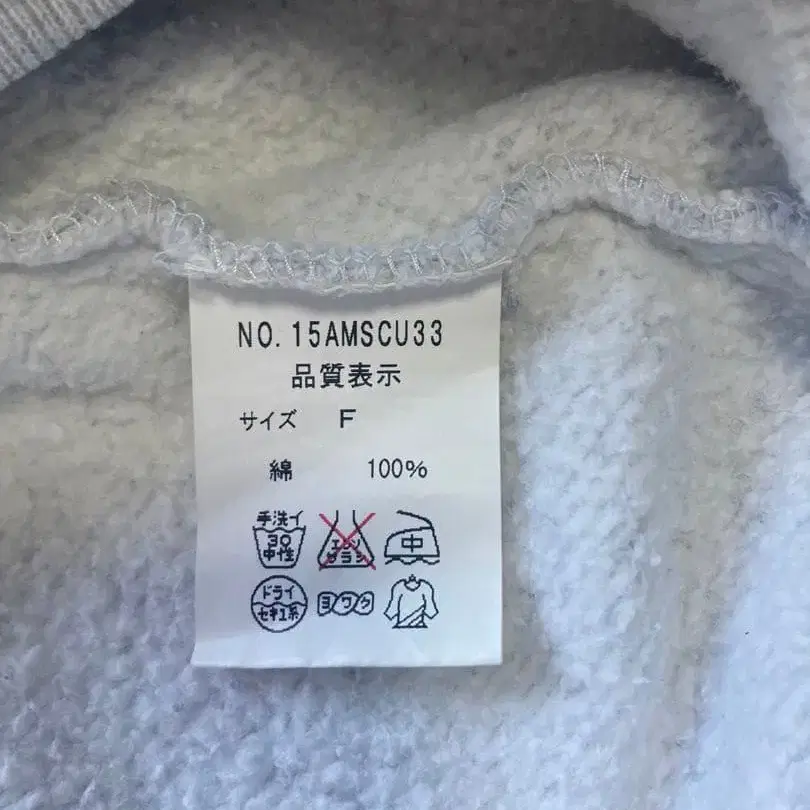 NO. 15AMSCU33
品質表示
サイズ F
綿 100%
手洗イ
30
中性
エンソ
サラシ
中
ドライ
セキユ系
ヨワク